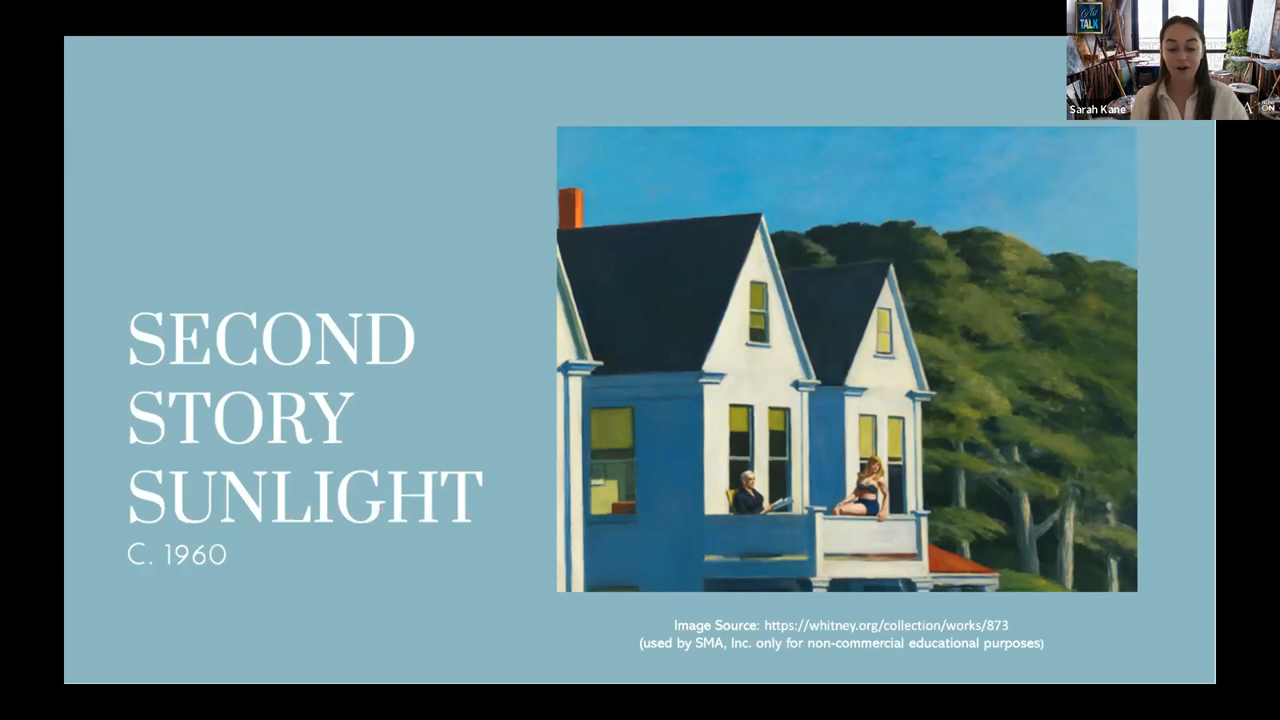 TALK
Sarah Kane
SECOND
STORY
SUNLIGHT
C. 1960
Image Source: https://whitney.org/collection/works/873
(used by SMA, Inc. only for non-commercial educational purposes)